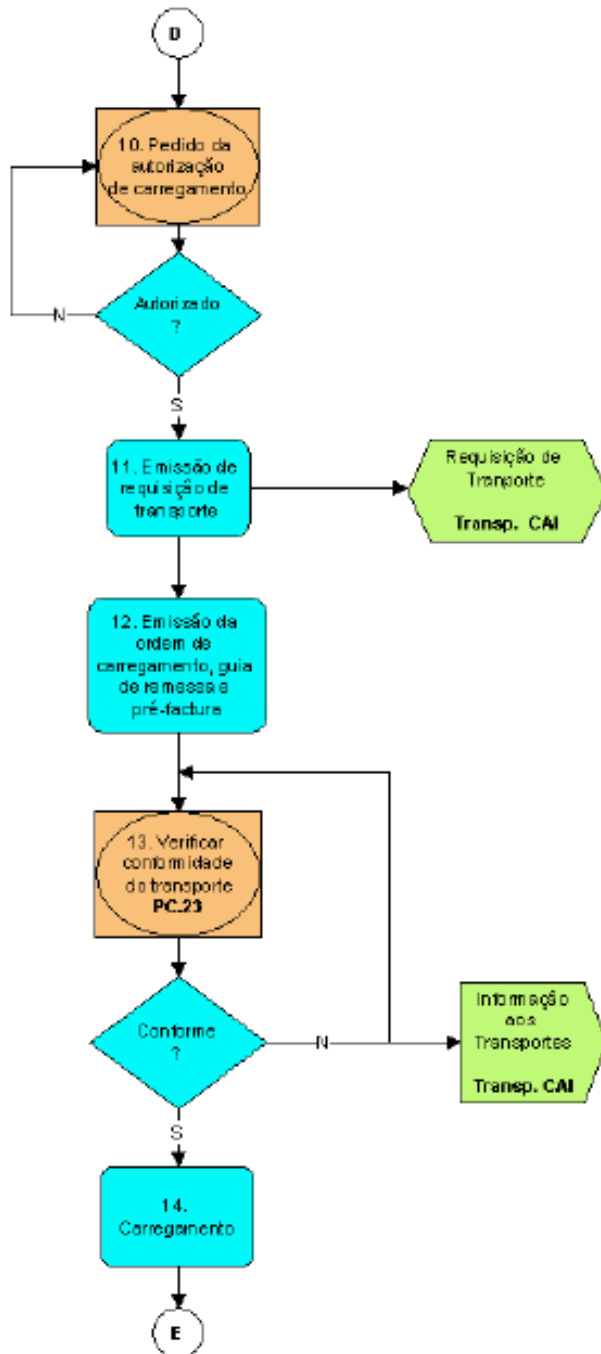 D
10. Pedido da
autorização
de carregamento
Autorizado
?
N
S
11. Emissão de
requisição de
transporte
Requisição de
Tranporte
Transp. CAI
12. Emissão da
ordem de
carregamento, guia
de remessa e
pré-factura
13. Verificar
conformidade
do transporte
PC.23
Conforme
?
N
Informação
aos
Transportes
Transp. CAI
S
14.
Carregamento
E